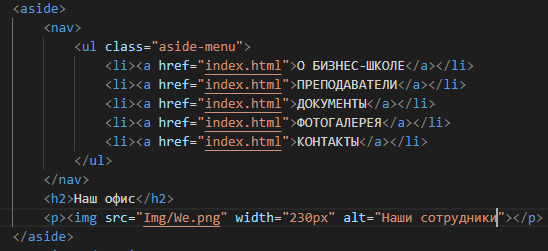 <aside>
<nav>
<ul class="aside-menu">
<li><a href="index.html">О БИЗНЕС-ШКОЛЕ</a></li>
<li><a href="index.html">ПРЕПОДАВАТЕЛИ</a></li>
<li><a href="index.html">ДОКУМЕНТЫ</a></li>
<li><a href="index.html">ФОТОГАЛЕРЕЯ</a></li>
<li><a href="index.html">КОНТАКТЫ</a></li>
</ul>
</nav>
<h2>Наш офис</h2>
<p><img src="Img/We.png" width="230px" alt="Наши сотрудники"></p>
</aside>